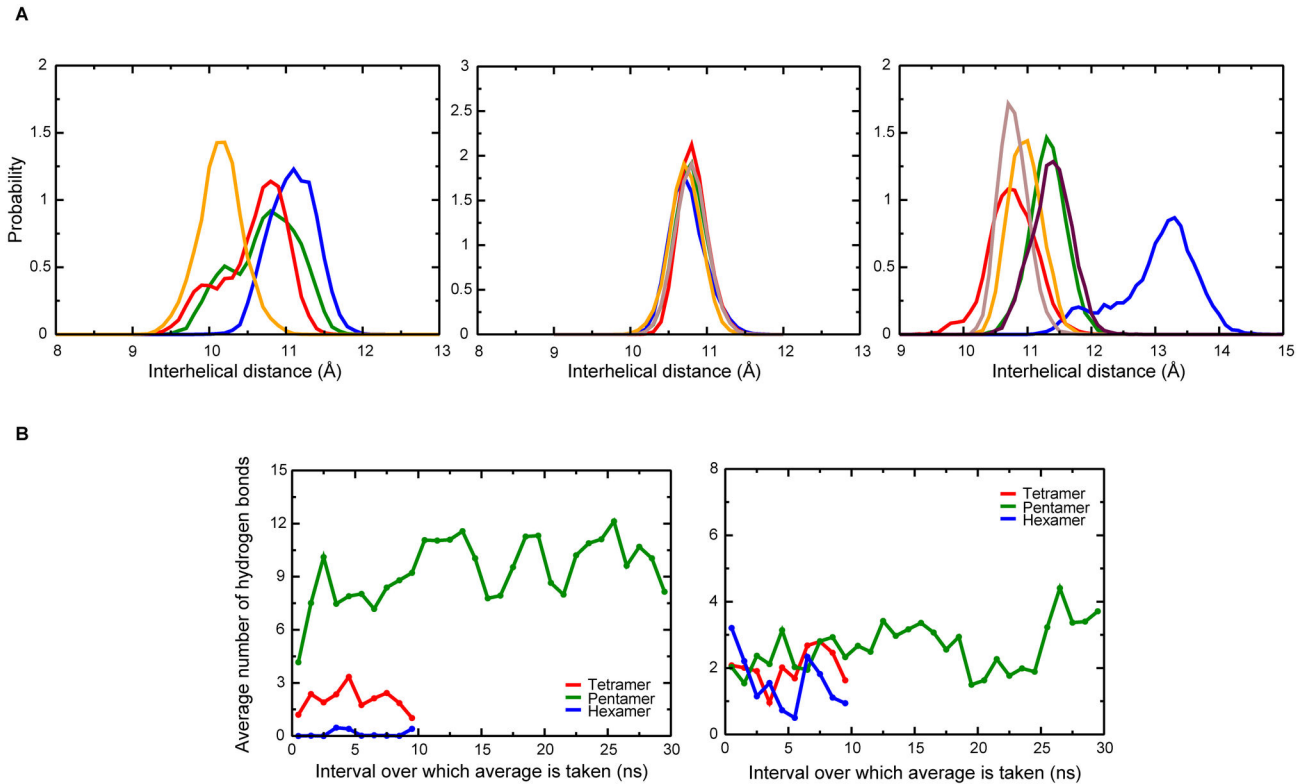 A
Probability
2
1.5
1
0.5
0
8 9 10 11 12 13
Interhelical distance (Å)
3
2.5
2
1.5
1
0.5
0
8 9 10 11 12 13
Interhelical distance (Å)
2
1.5
1
0.5
0
9 10 11 12 13 14 15
Interhelical distance (Å)
B
Average number of hydrogen bonds
15
12
9
6
3
0
Tetramer
Pentamer
Hexamer
0 5 10 15 20 25 30
Interval over which average is taken (ns)
8
6
4
2
0
Tetramer
Pentamer
Hexamer
0 5 10 15 20 25 30
Interval over which average is taken (ns)